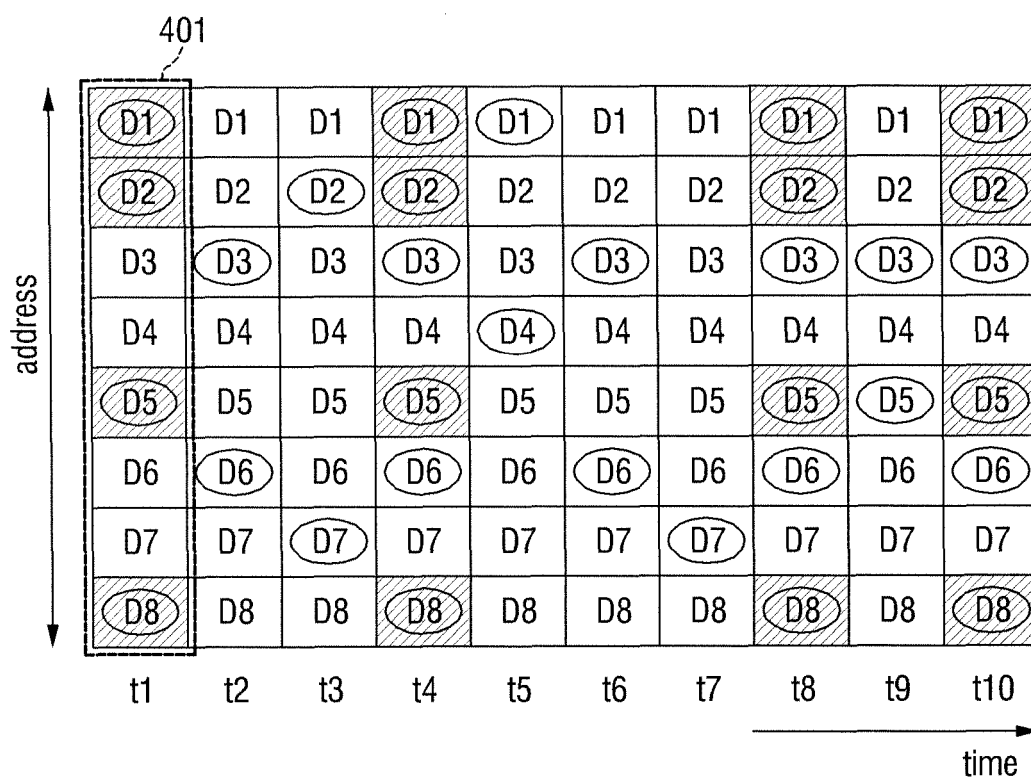 401
address
D1 D1 D1 D1 D1 D1 D1 D1 D1 D1
D2 D2 D2 D2 D2 D2 D2 D2 D2 D2
D3 D3 D3 D3 D3 D3 D3 D3 D3 D3
D4 D4 D4 D4 D4 D4 D4 D4 D4 D4
D5 D5 D5 D5 D5 D5 D5 D5 D5 D5
D6 D6 D6 D6 D6 D6 D6 D6 D6 D6
D7 D7 D7 D7 D7 D7 D7 D7 D7 D7
D8 D8 D8 D8 D8 D8 D8 D8 D8 D8
t1 t2 t3 t4 t5 t6 t7 t8 t9 t10
time